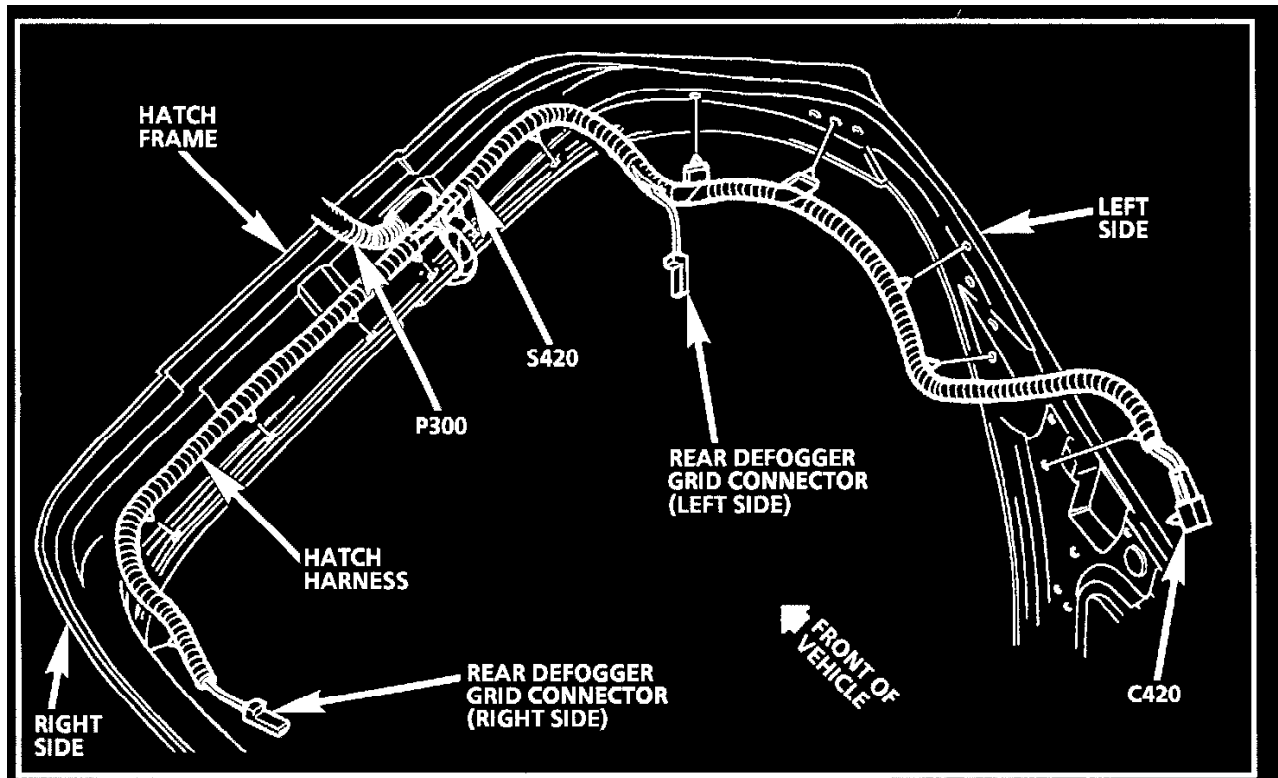 HATCH
FRAME
LEFT
SIDE
S420
P300
REAR DEFOGGER
GRID CONNECTOR
(LEFT SIDE)
HATCH
HARNESS
FRONT OF
VEHICLE
REAR DEFOGGER
GRID CONNECTOR
(RIGHT SIDE)
C420
RIGHT
SIDE